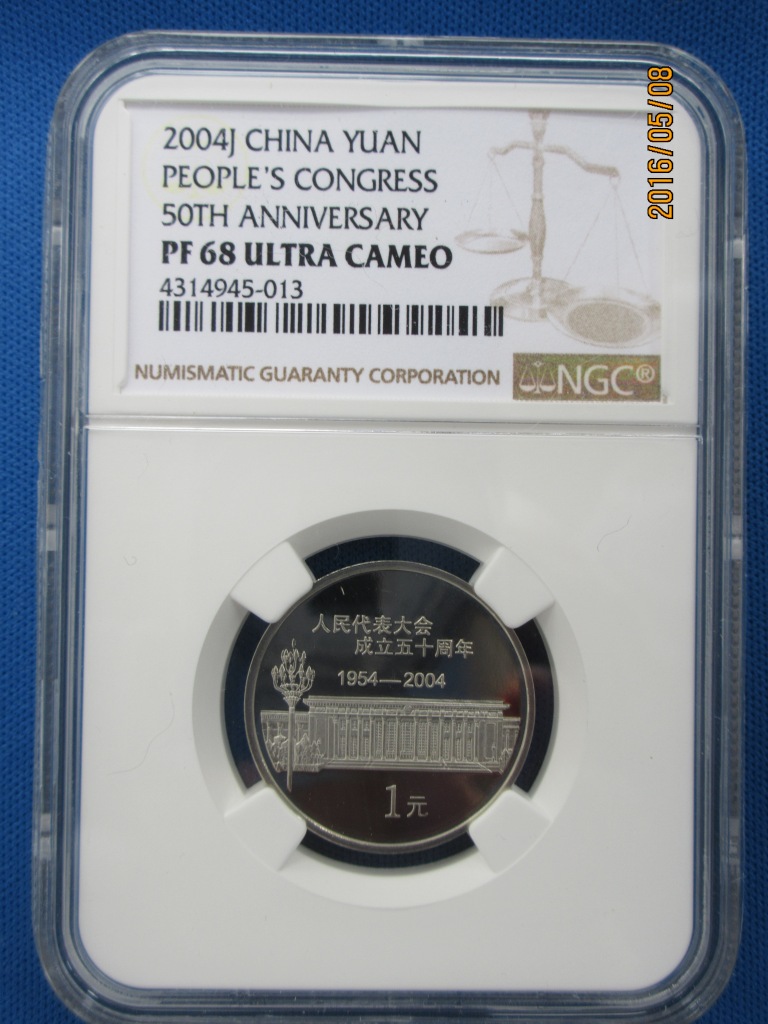 2016/05/08
2004J CHINA YUAN
PEOPLE'S CONGRESS
50TH ANNIVERSARY
PF 68 ULTRA CAMEO
4314945-013
NUMISMATIC GUARANTY CORPORATION
NGC®
人民代表大会
成立五十周年
1954—2004
1元